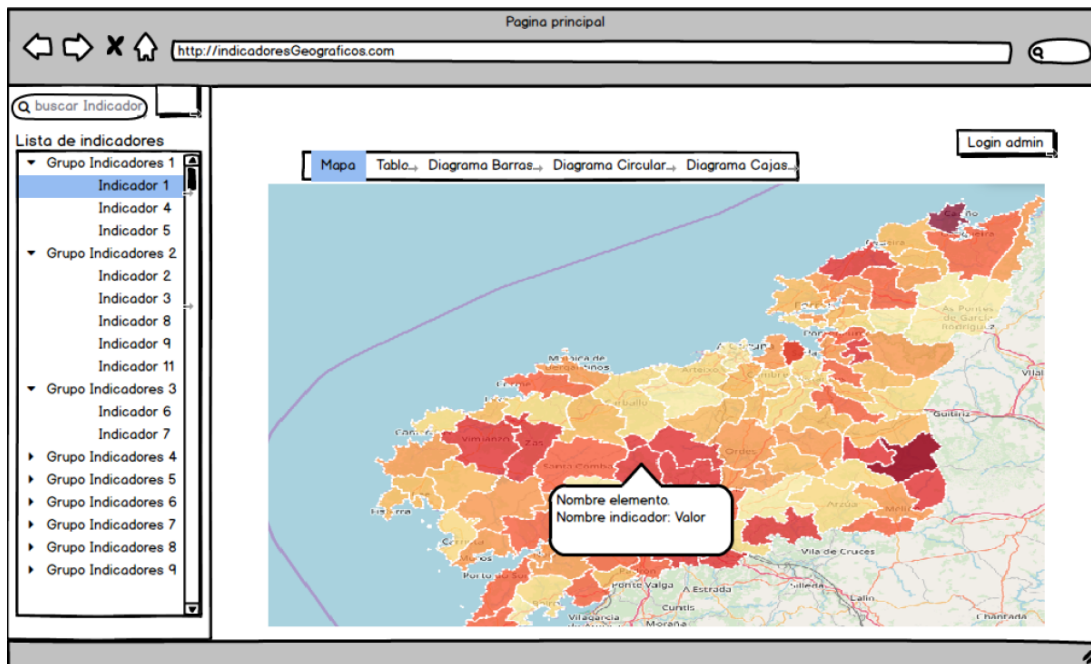 Pagina principal
http://indicadoresGeograficos.com
buscar Indicador
Lista de indicadores
Grupo Indicadores 1
Indicador 1
Indicador 4
Indicador 5
Grupo Indicadores 2
Indicador 2
Indicador 3
Indicador 8
Indicador 9
Indicador 11
Grupo Indicadores 3
Indicador 6
Indicador 7
Grupo Indicadores 4
Grupo Indicadores 5
Grupo Indicadores 6
Grupo Indicadores 7
Grupo Indicadores 8
Grupo Indicadores 9
Login admin
Mapa Tabla... Diagrama Barras... Diagrama Circular... Diagrama Cajas...
As Pontes
de García
Rodríguez
Guitiriz
Arteixo
Vimianzo
Zas
Santa Comba
Ordes
Arzúa
Nombre elemento.
Nombre indicador: Valor
Vila de Cruces
Porto do Son
Ponte Valga
A Estrada
Silleda
Lalín
Cuntis
Vilagarcía
Moraña
Chantada